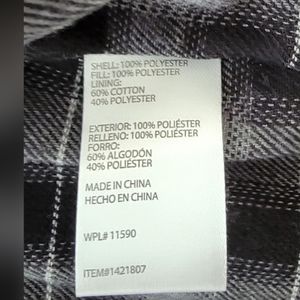 SHELL: 100% POLYESTER
FILL: 100% POLYESTER
LINING:
60% COTTON
40% POLYESTER
EXTERIOR: 100% POLIÉSTER
RELLENO: 100% POLIÉSTER
FORRO:
60% ALGODÓN
40% POLIÉSTER
MADE IN CHINA
HECHO EN CHINA
WPL# 11590
ITEM#1421807